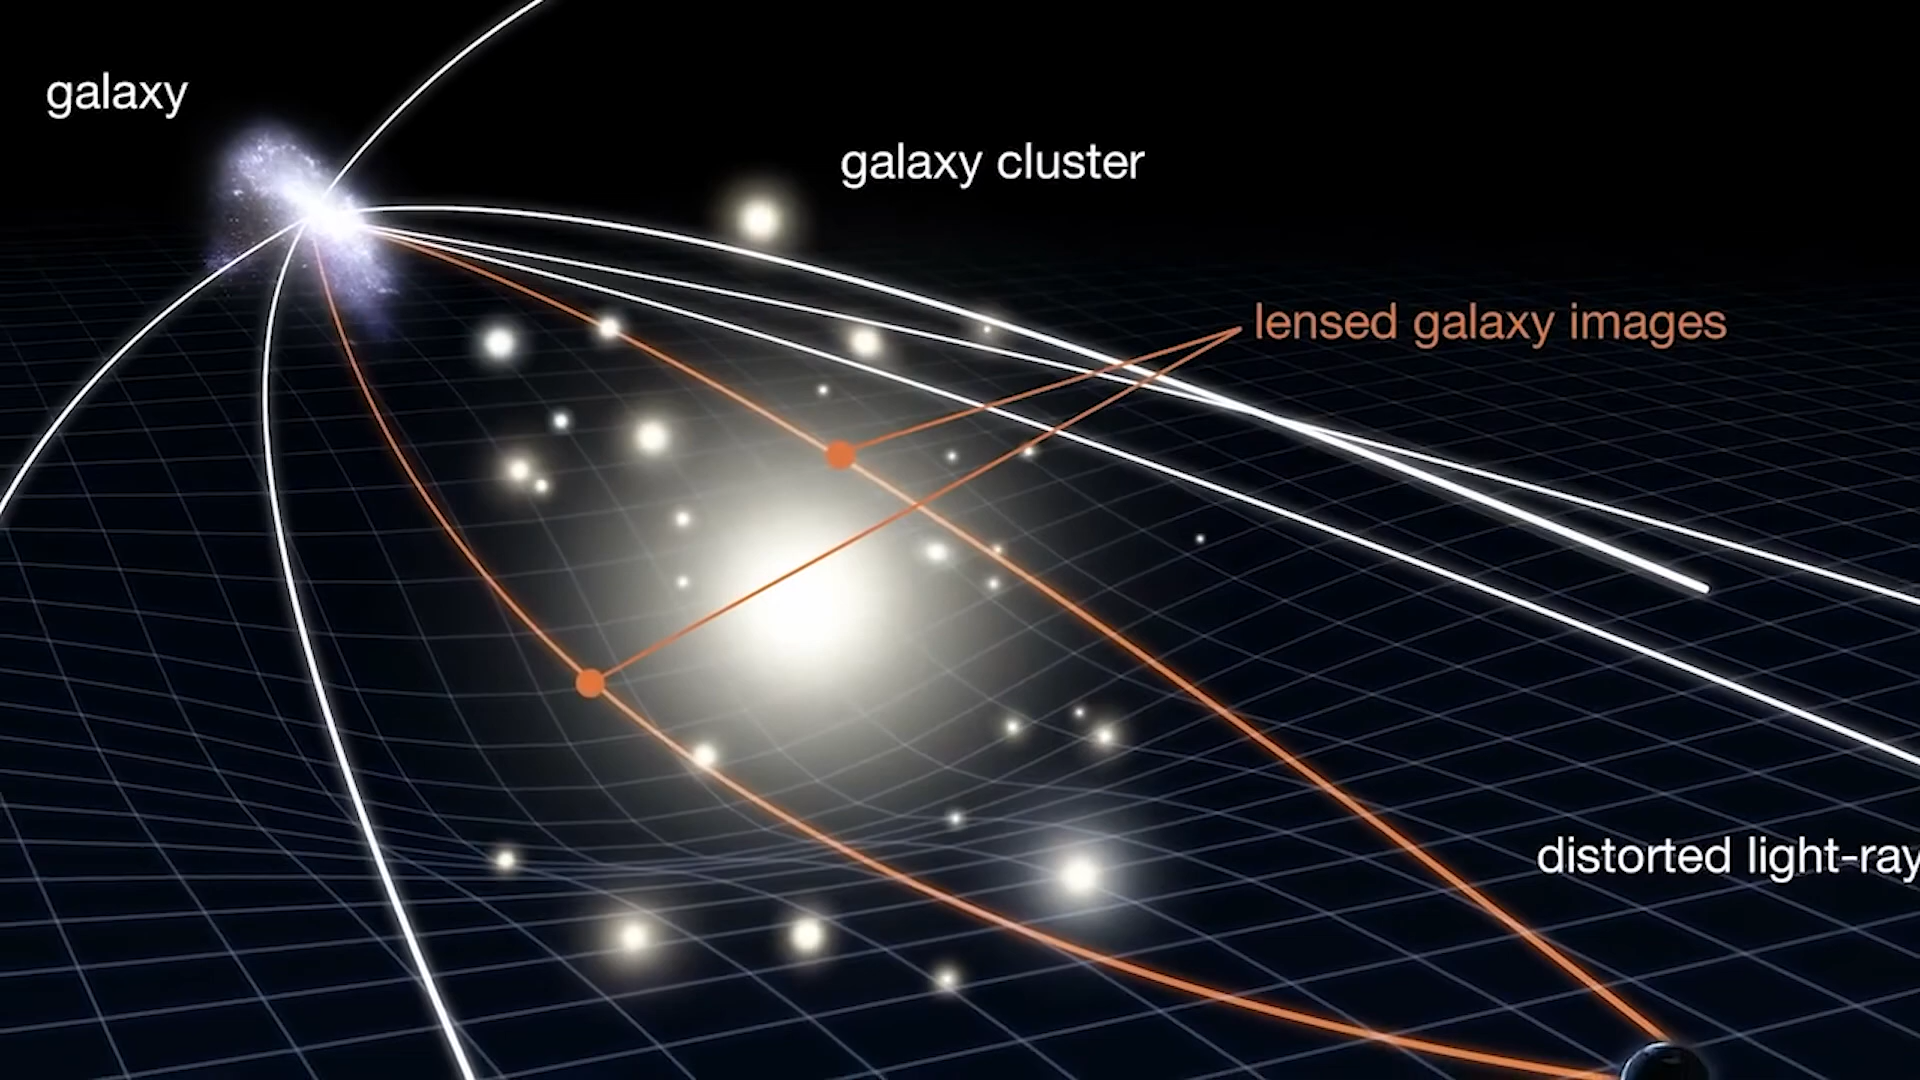 galaxy
galaxy cluster
lensed galaxy images
distorted light-ray